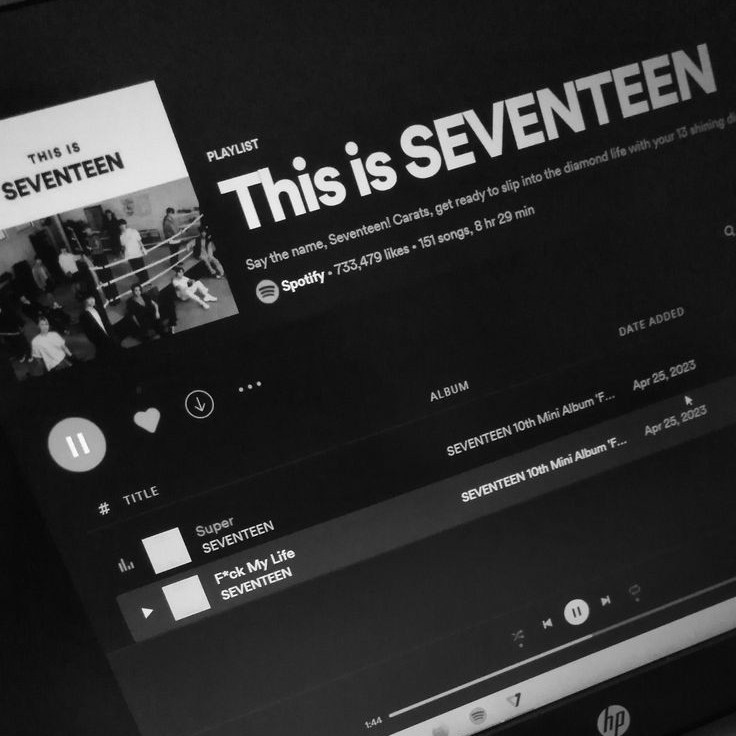 THIS IS
SEVENTEEN
PLAYLIST
This is SEVENTEEN
Say the name, Seventeen! Carats, get ready to slip into the diamond life with your 13 shining
Spotify • 733,479 likes • 151 songs, 8 hr 29 min
# TITLE ALBUM DATE ADDED
Super
SEVENTEEN
SEVENTEEN 10th Mini Album 'F... Apr 25, 2023
F*ck My Life
SEVENTEEN
SEVENTEEN 10th Mini Album 'F... Apr 25, 2023
1:44
hp